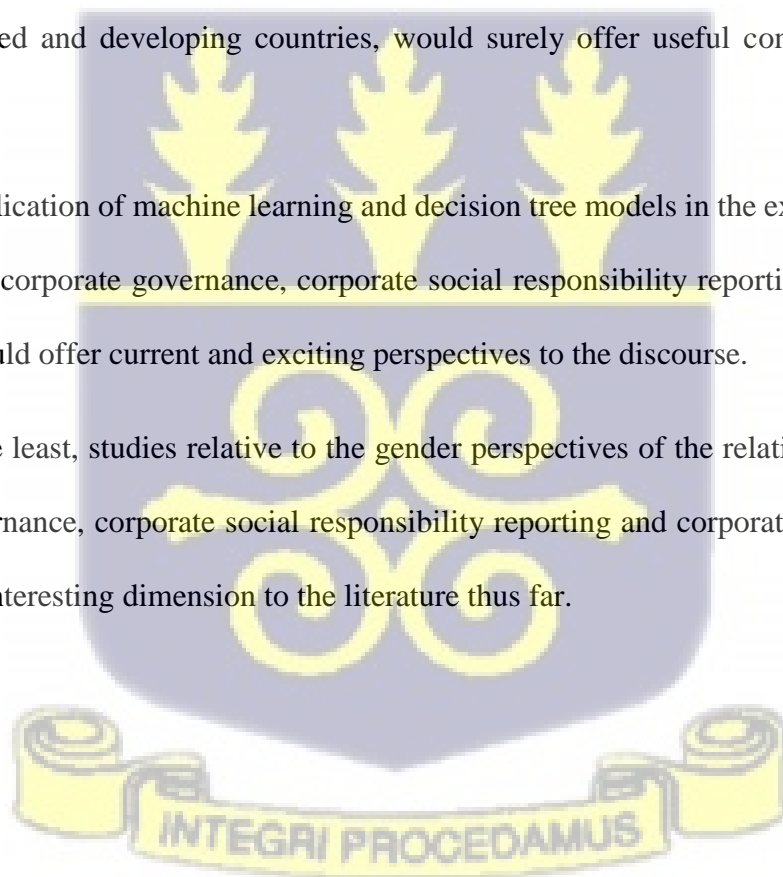 ed and developing countries, would surely offer useful con
lication of machine learning and decision tree models in the ex
corporate governance, corporate social responsibility reporti
uld offer current and exciting perspectives to the discourse.
e least, studies relative to the gender perspectives of the relati
rnance, corporate social responsibility reporting and corporat
nteresting dimension to the literature thus far.
INTEGRI PROCEDAMUS